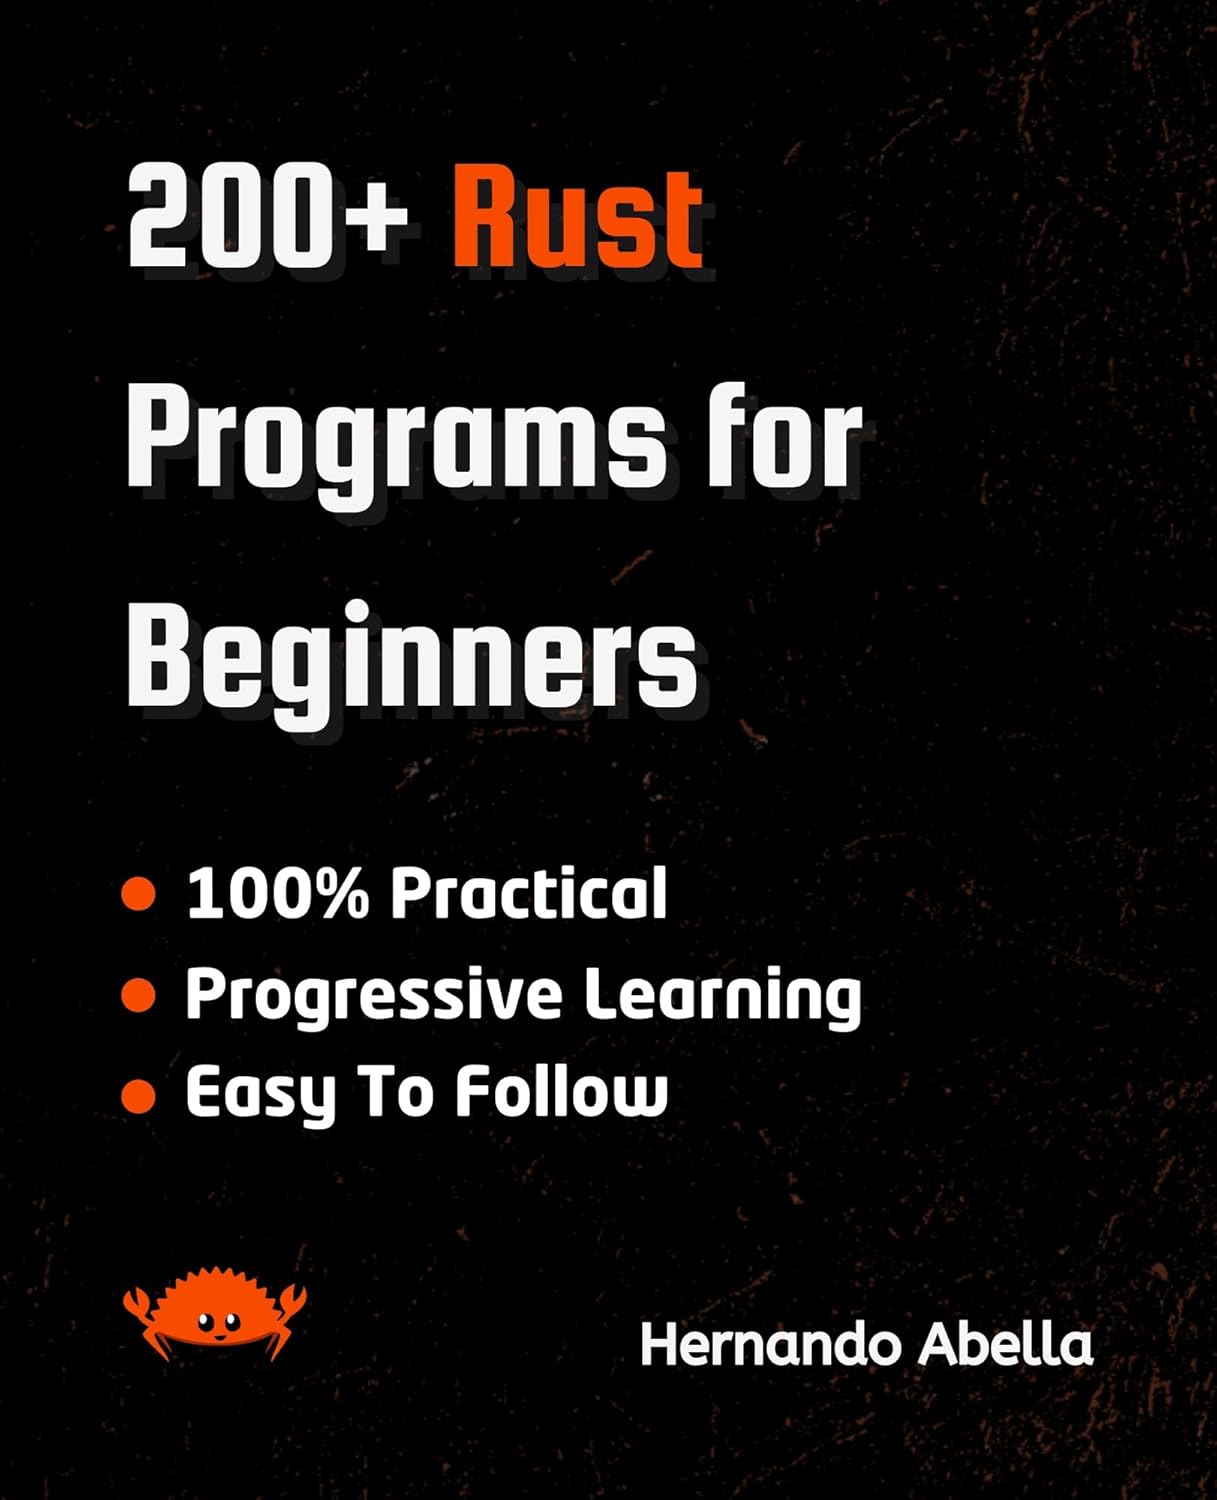 200+ Rust
Programs for
Beginners
100% Practical
Progressive Learning
Easy To Follow
Hernando Abella